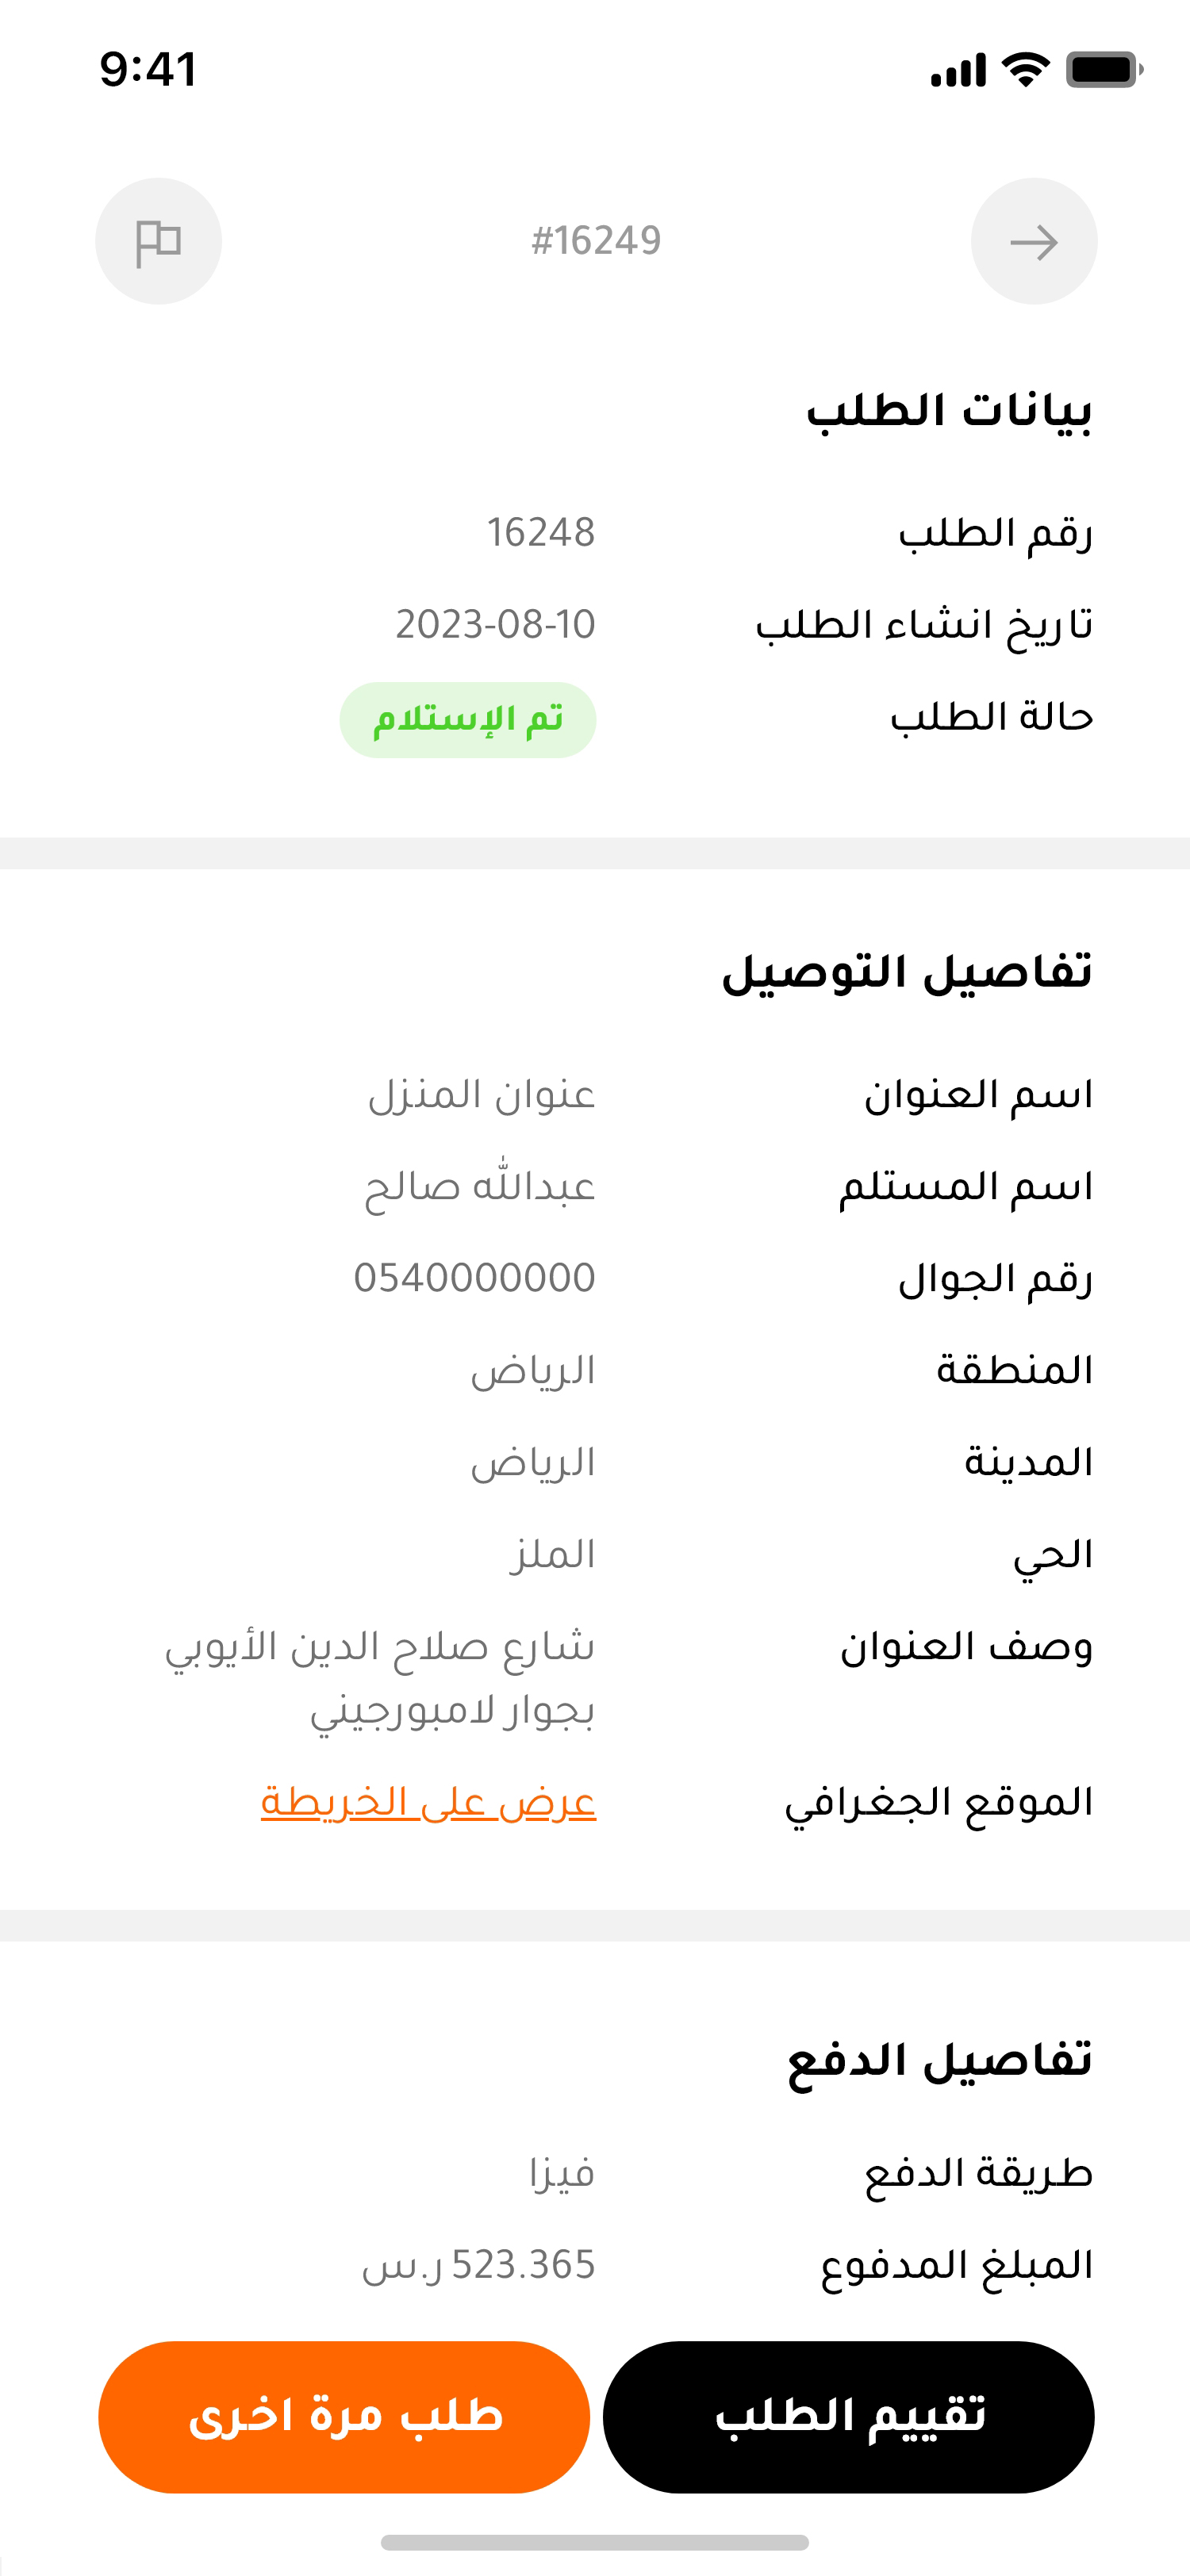 9:41
#16249
بيانات الطلب
رقم الطلب 16248
تاريخ انشاء الطلب 2023-08-10
حالة الطلب تم الإستلام
تفاصيل التوصيل
اسم العنوان عنوان المنزل
اسم المستلم عبدالله صالح
رقم الجوال 0540000000
المنطقة الرياض
المدينة الرياض
الحي الملز
وصف العنوان شارع صلاح الدين الأيوبي
بجوار لامبورجيني
الموقع الجغرافي عرض على الخريطة
تفاصيل الدفع
طريقة الدفع فيزا
المبلغ المدفوع 523.365 ر.س
تقييم الطلب طلب مرة اخرى